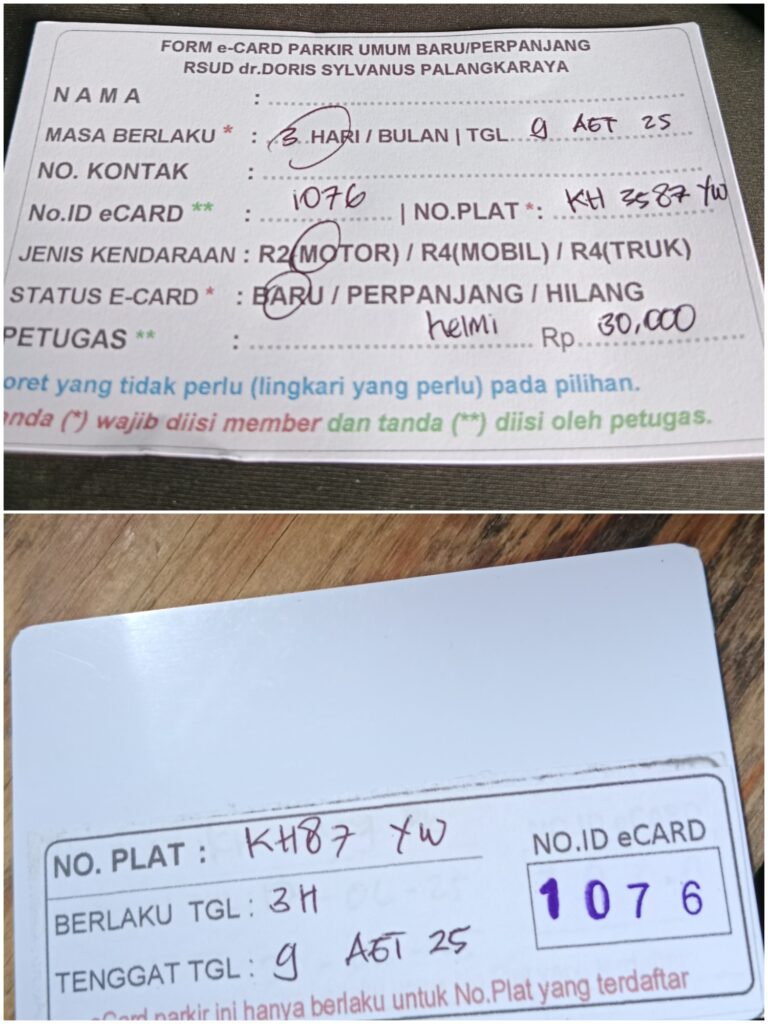 FORM e-CARD PARKIR UMUM BARU/PERPANJANG
RSUD dr.DORIS SYLVANUS PALANGKARAYA
N A M A :
MASA BERLAKU * : 3 HARI / BULAN | TGL 9 AET 25
NO. KONTAK :
No.ID eCARD ** : 1076 | NO.PLAT *: KH 3587 YW
JENIS KENDARAAN : R2(MOTOR) / R4(MOBIL) / R4(TRUK)
STATUS E-CARD * : BARU / PERPANJANG / HILANG
PETUGAS ** : helmi Rp 30,000
oret yang tidak perlu (lingkari yang perlu) pada pilihan.
anda (*) wajib diisi member dan tanda (**) diisi oleh petugas.
NO. PLAT : KH87 YW
NO.ID eCARD
1076
BERLAKU TGL : 3H
TENGGAT TGL : 9 AET 25
eCard parkir ini hanya berlaku untuk No.Plat yang terdaftar